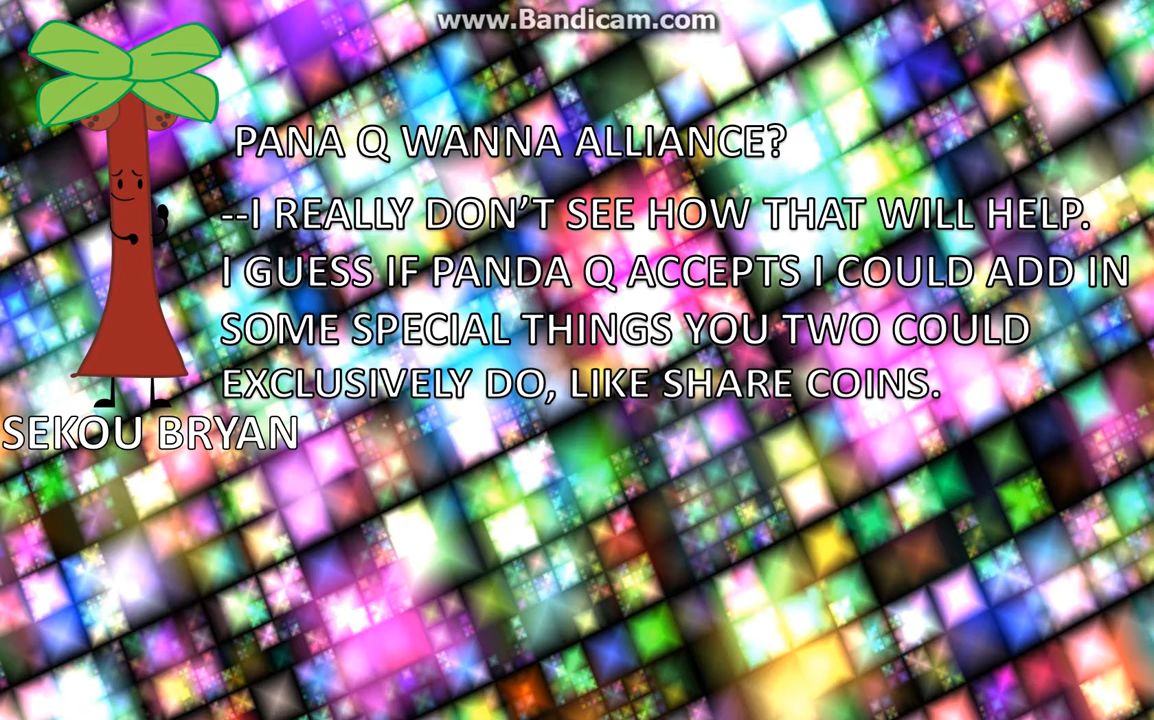 www.Bandicam.com
PANA Q WANNA ALLIANCE?
--I REALLY DON’T SEE HOW THAT WILL HELP.
I GUESS IF PANDA Q ACCEPTS I COULD ADD IN
SOME SPECIAL THINGS YOU TWO COULD
EXCLUSIVELY DO, LIKE SHARE COINS.
SEKOU BRYAN